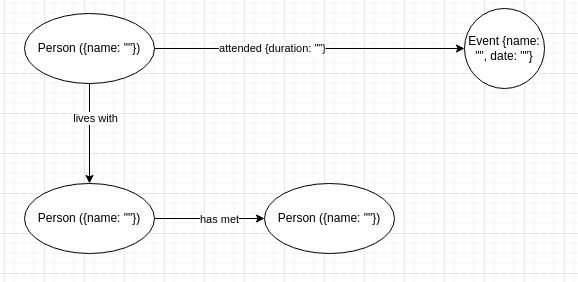 Person ({name: ""})
attended {duration: ""}
Event {name:
"", date: ""}
lives with
Person ({name: ""})
has met
Person ({name: ""})